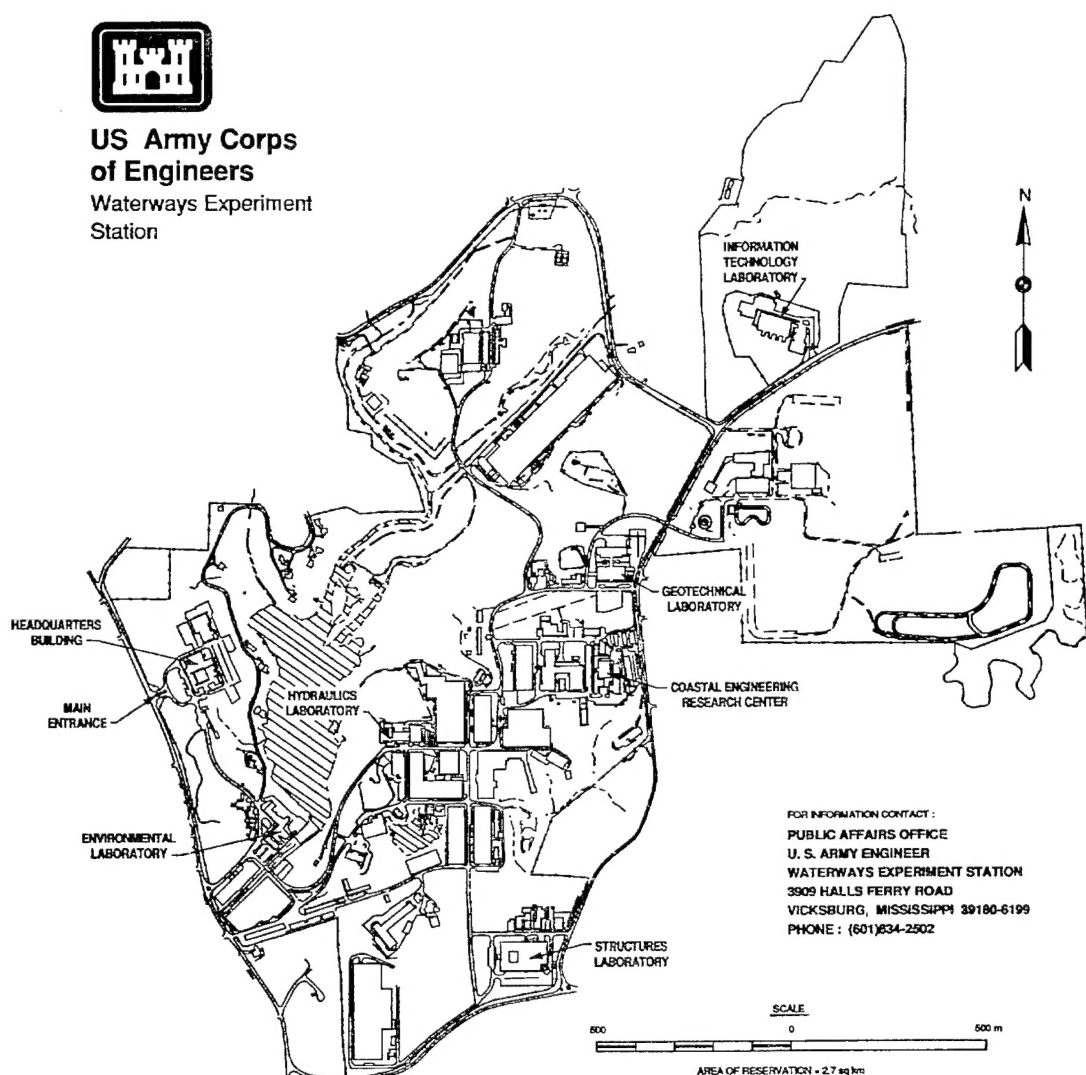 US Army Corps
of Engineers
Waterways Experiment
Station
N
INFORMATION
TECHNOLOGY
LABORATORY
GEOTECHNICAL
LABORATORY
HEADQUARTERS
BUILDING
MAIN
ENTRANCE
HYDRAULICS
LABORATORY
COASTAL ENGINEERING
RESEARCH CENTER
ENVIRONMENTAL
LABORATORY
STRUCTURES
LABORATORY
FOR INFORMATION CONTACT :
PUBLIC AFFAIRS OFFICE
U. S. ARMY ENGINEER
WATERWAYS EXPERIMENT STATION
3909 HALLS FERRY ROAD
VICKSBURG, MISSISSIPPI 39180-6199
PHONE : (601)634-2502
SCALE
500 0 500 m
AREA OF RESERVATION = 2.7 sq km